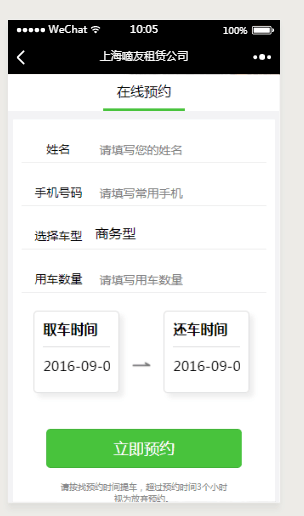 WeChat 10:05 100%
上海嘀友租赁公司
在线预约
姓名 请填写您的姓名
手机号码 请填写常用手机
选择车型 商务型
用车数量 请填写用车数量
取车时间 还车时间
2016-09-0 2016-09-0
立即预约
请按找预约时间提车，超过预约时间3个小时
视为放弃预约。